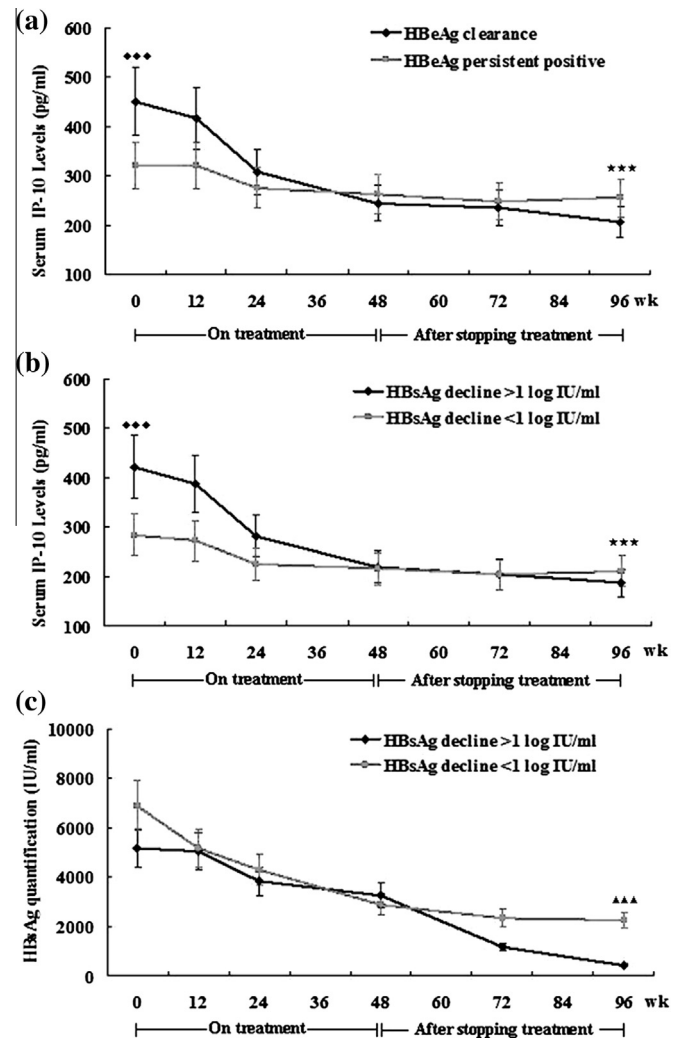 (a)
600
500
400
300
200
100
Serum IP-10 Levels (pg/ml)
HBeAg clearance
HBeAg persistent positive
0 12 24 36 48 60 72 84 96 wk
On treatment After stopping treatment
(b)
600
500
400
300
200
100
Serum IP-10 Levels (pg/ml)
HBsAg decline >1 log IU/ml
HBsAg decline <1 log IU/ml
0 12 24 36 48 60 72 84 96 wk
On treatment After stopping treatment
(c)
10000
8000
6000
4000
2000
0
HBsAg quantification (IU/ml)
HBsAg decline >1 log IU/ml
HBsAg decline <1 log IU/ml
0 12 24 36 48 60 72 84 96 wk
On treatment After stopping treatment